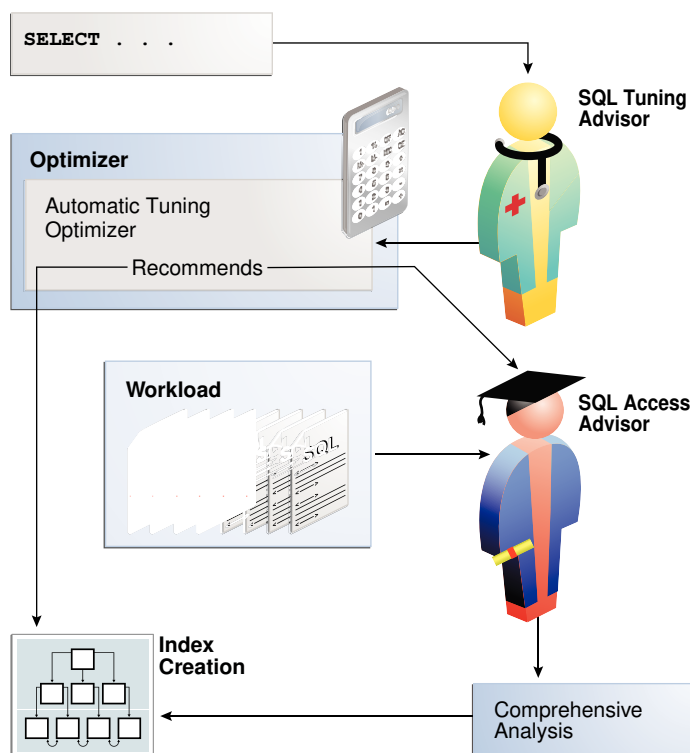 SELECT . . .
SQL Tuning
Advisor
Optimizer
Automatic Tuning
Optimizer
Recommends
Workload
SQL
SQL Access
Advisor
Index
Creation
Comprehensive
Analysis